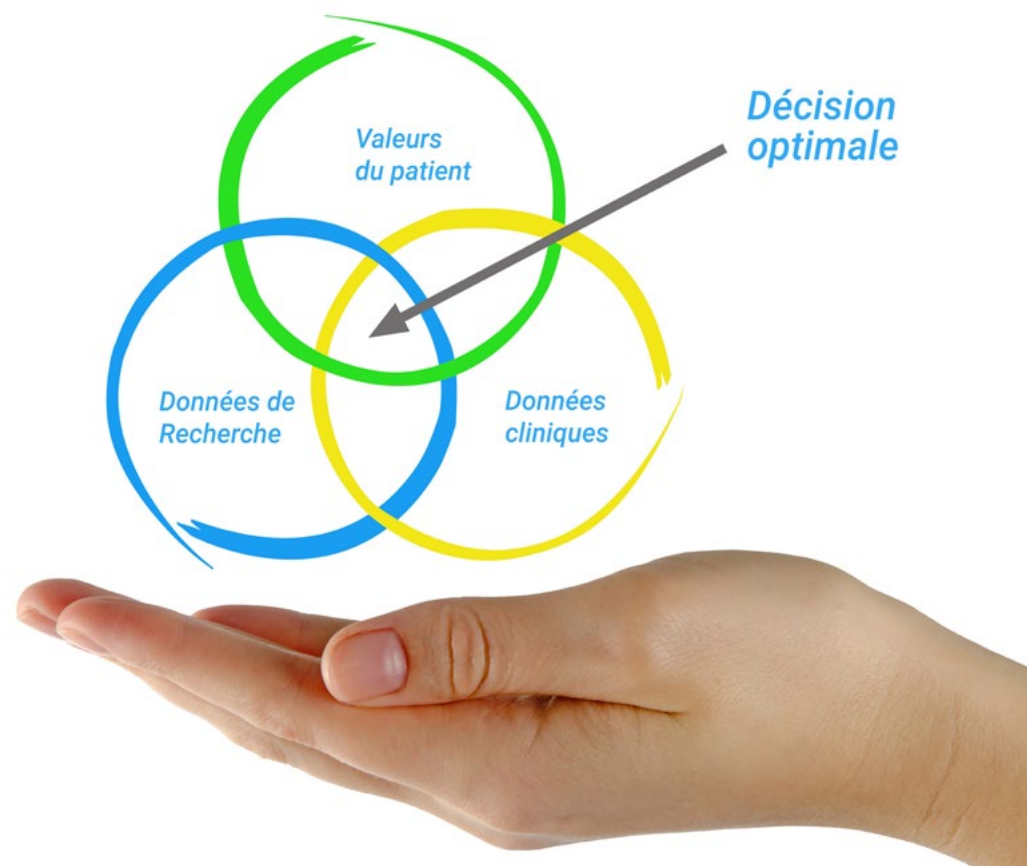 Décision
optimale
Valeurs
du patient
Données de
Recherche
Données
cliniques